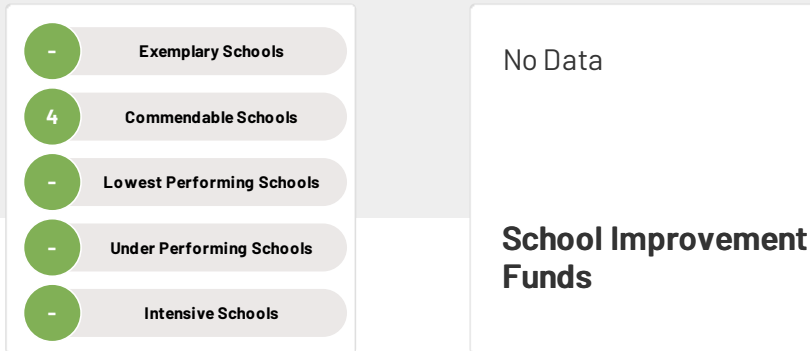 - Exemplary Schools
4 Commendable Schools
- Lowest Performing Schools
- Under Performing Schools
- Intensive Schools
No Data
School Improvement
Funds